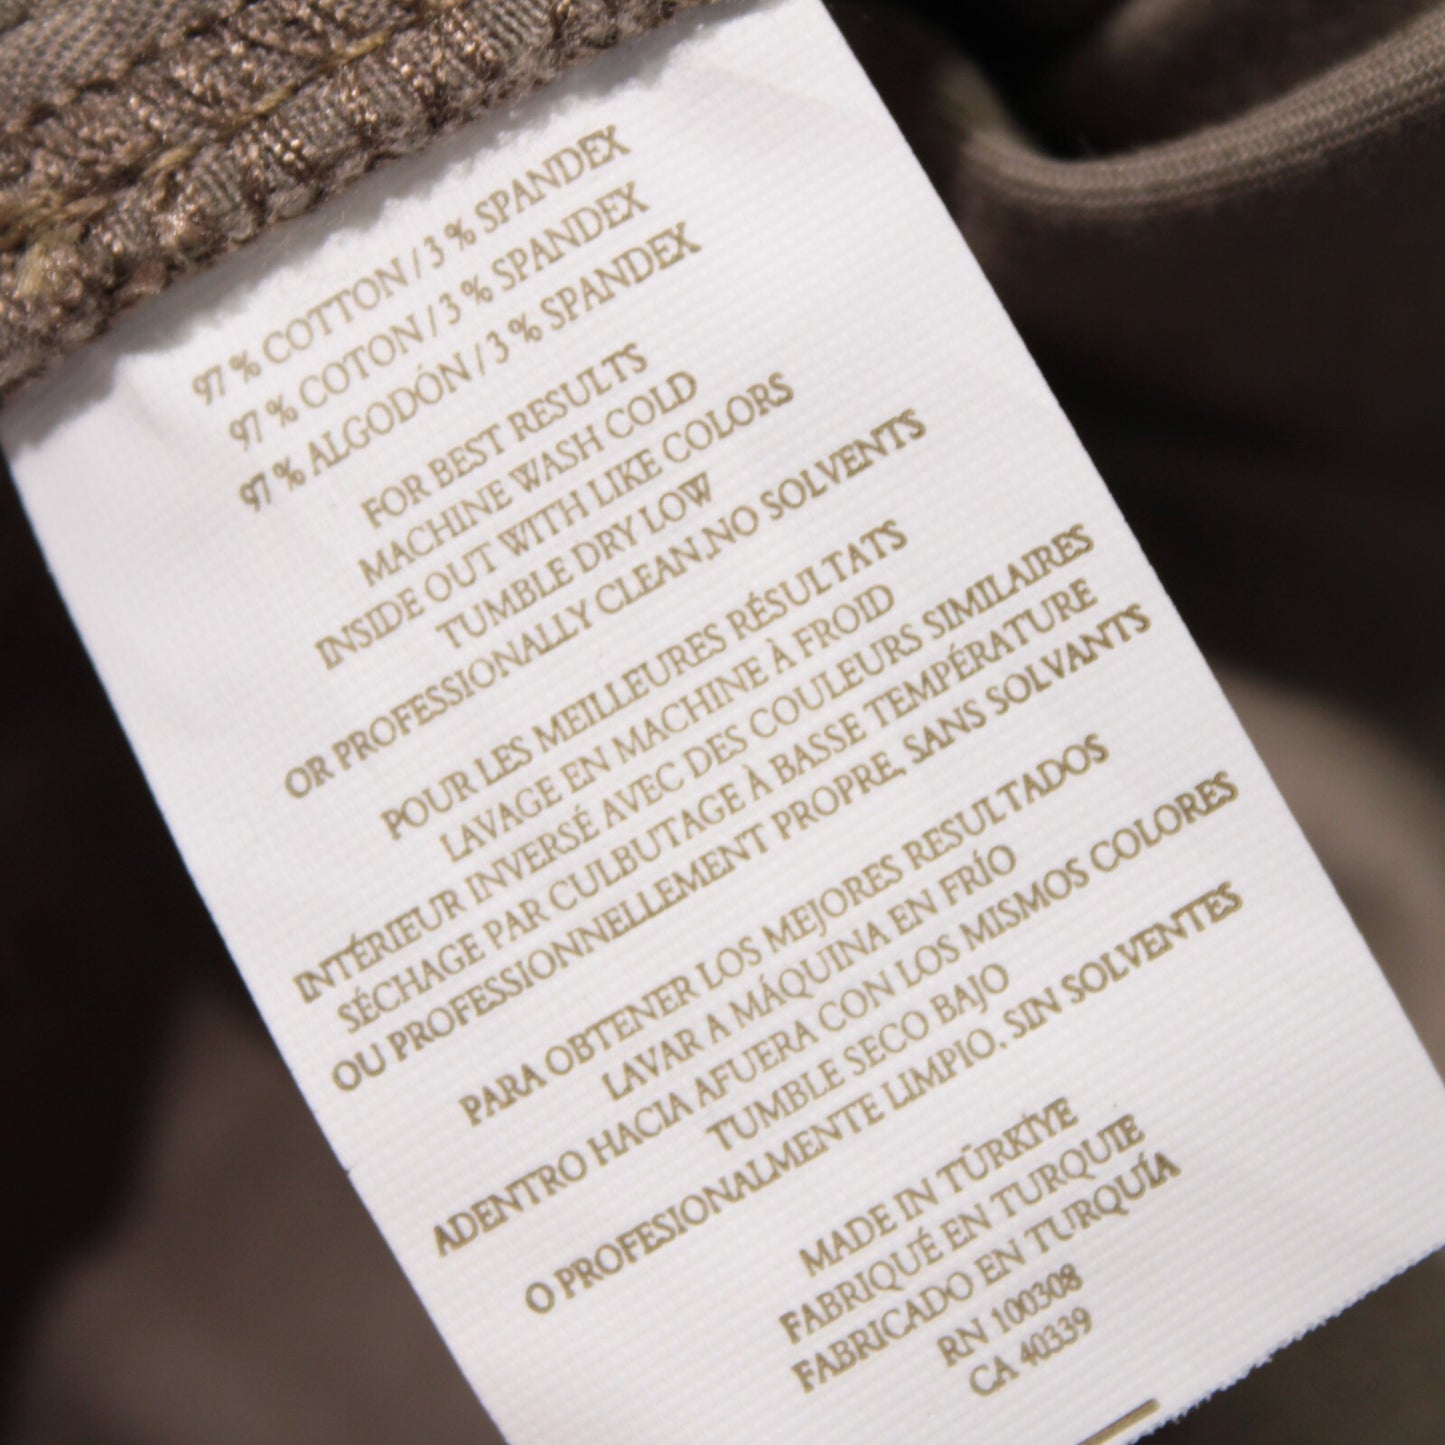 97 % COTTON / 3 % SPANDEX
97 % COTON / 3 % SPANDEX
97 % ALGODÓN / 3 % SPANDEX
FOR BEST RESULTS
MACHINE WASH COLD
INSIDE OUT WITH LIKE COLORS
TUMBLE DRY LOW
OR PROFESSIONALLY CLEAN,NO SOLVENTS
POUR LES MEILLEURES RÉSULTATS
LAVAGE EN MACHINE À FROID
INTÉRIEUR INVERSÉ AVEC DES COULEURS SIMILAIRES
SÉCHAGE PAR CULBUTAGE À BASSE TEMPÉRATURE
OU PROFESSIONNELLEMENT PROPRE, SANS SOLVANTS
PARA OBTENER LOS MEJORES RESULTADOS
LAVAR A MÁQUINA EN FRÍO
ADENTRO HACIA AFUERA CON LOS MISMOS COLORES
TUMBLE SECO BAJO
O PROFESIONALMENTE LIMPIO, SIN SOLVENTES
MADE IN TÜRKİYE
FABRIQUÉ EN TURQUIE
FABRICADO EN TURQUÍA
RN 100308
CA 40339